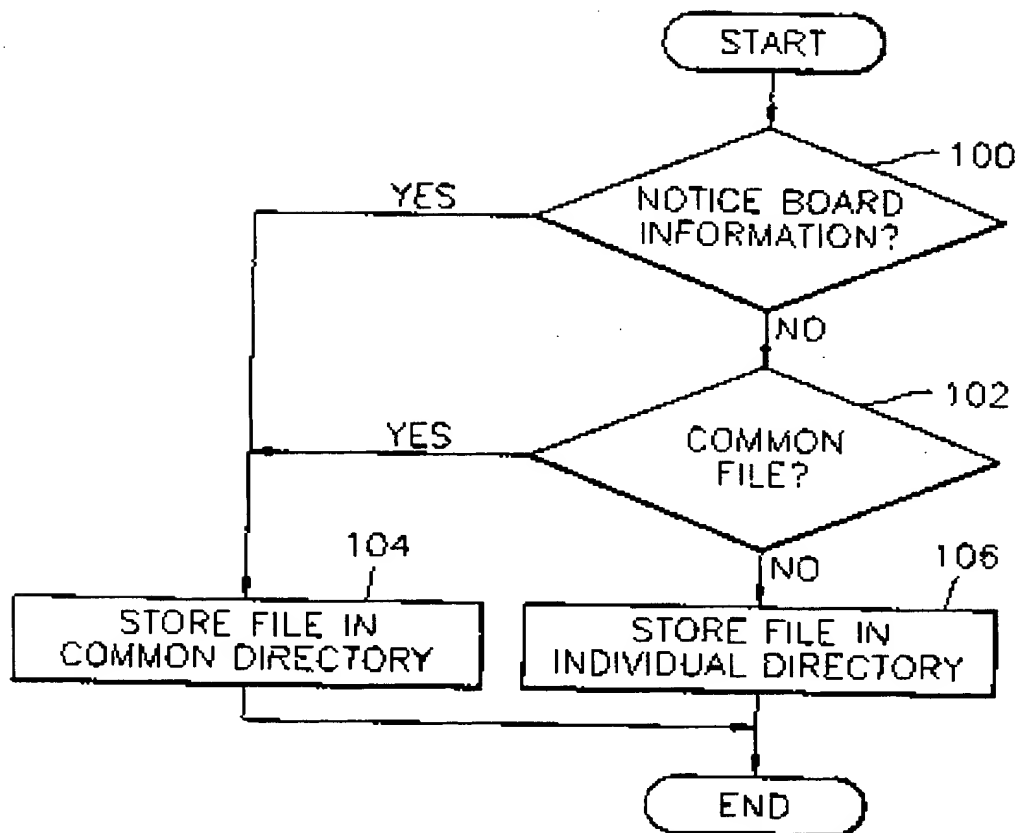 START
100
YES
NOTICE BOARD
INFORMATION?
NO
102
YES
COMMON
FILE?
104
NO
106
STORE FILE IN
COMMON DIRECTORY
STORE FILE IN
INDIVIDUAL DIRECTORY
END